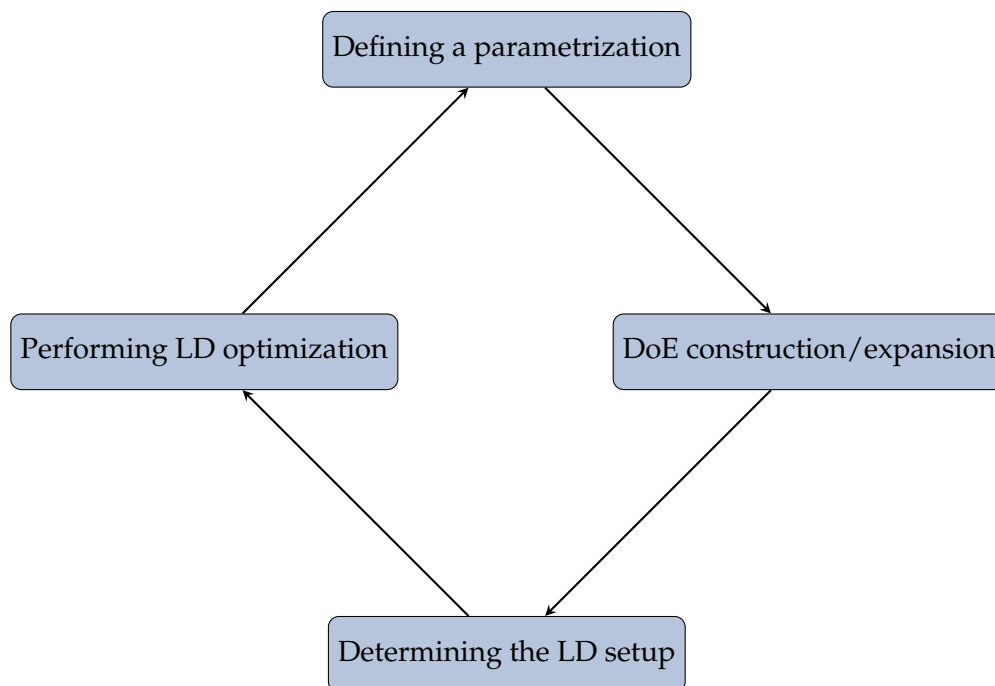 Defining a parametrization
Performing LD optimization
DoE construction/expansion
Determining the LD setup